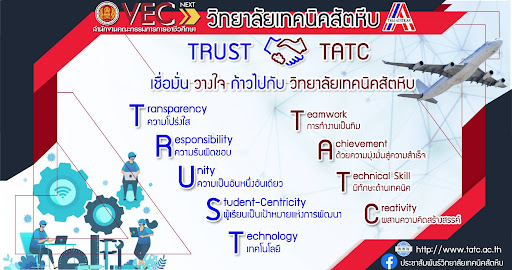 VEC NEXT วิทยาลัยเทคนิคสัตหีบ
สำนักงานคณะกรรมการการอาชีวศึกษา
TRUST TATC
เชื่อมั่น วางใจ ก้าวไปกับ วิทยาลัยเทคนิคสัตหีบ
Transparency
ความโปร่งใส
Responsibility
ความรับผิดชอบ
Unity
ความเป็นอันหนึ่งอันเดียว
Student-Centricity
ผู้เรียนเป็นเป้าหมายแห่งการพัฒนา
Technology
เทคโนโลยี
Teamwork
การทำงานเป็นทีม
Achievement
ด้วยความมุ่งมั่นสู่ความสำเร็จ
Technical Skill
มีทักษะด้านเทคนิค
Creativity
ผสานความคิดสร้างสรรค์
http://www.tatc.ac.th
ประชาสัมพันธ์วิทยาลัยเทคนิคสัตหีบ